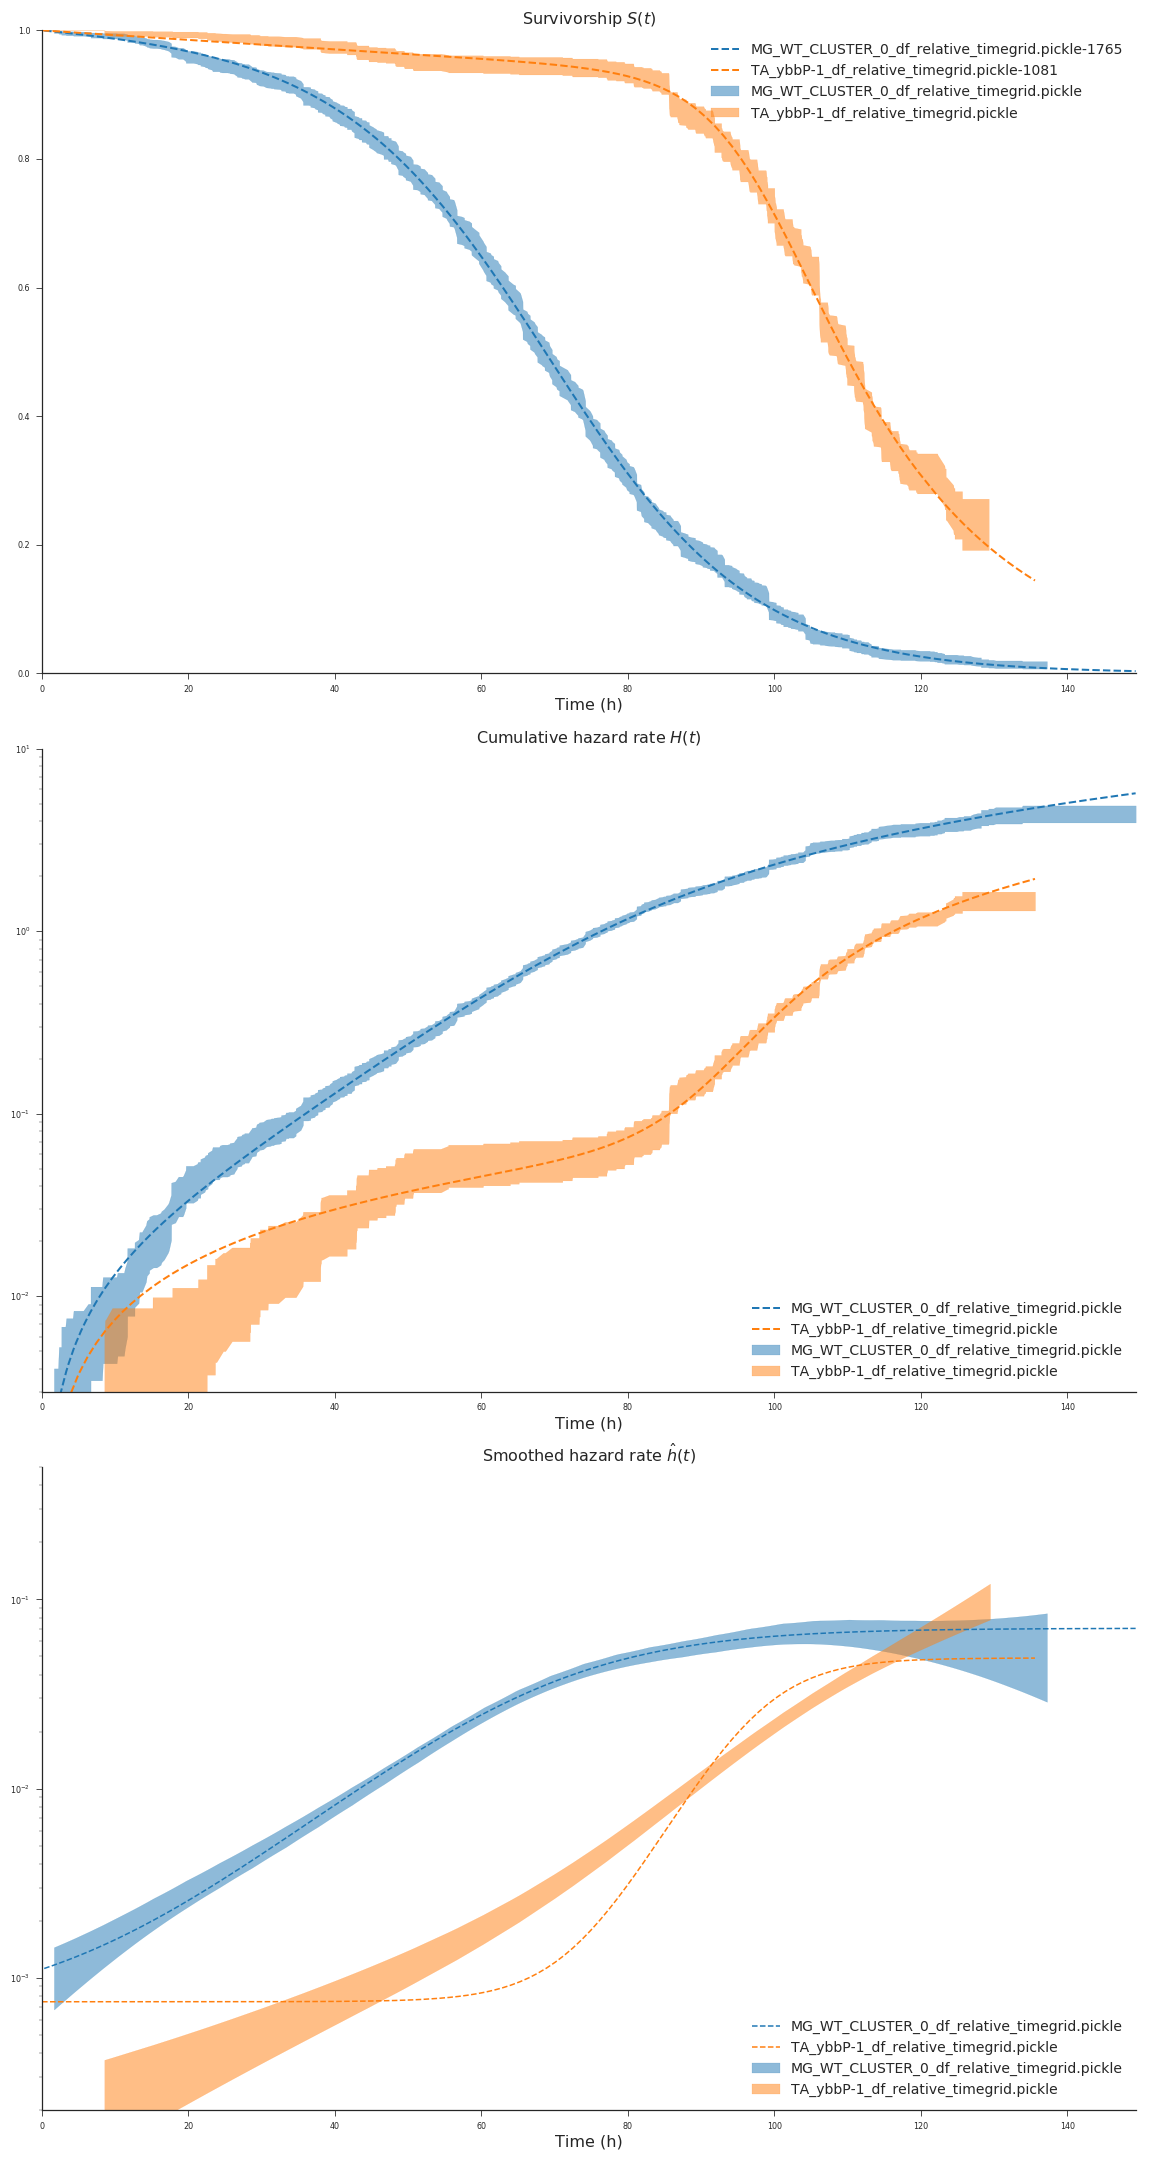 Survivorship S(t)
1.0
MG_WT_CLUSTER_0_df_relative_timegrid.pickle-1765
TA_ybbP-1_df_relative_timegrid.pickle-1081
MG_WT_CLUSTER_0_df_relative_timegrid.pickle
TA_ybbP-1_df_relative_timegrid.pickle
0.8
0.6
0.4
0.2
0.0
0 20 40 60 80 100 120 140
Time (h)
Cumulative hazard rate H(t)
10¹
10⁰
10⁻¹
10⁻²
MG_WT_CLUSTER_0_df_relative_timegrid.pickle
TA_ybbP-1_df_relative_timegrid.pickle
MG_WT_CLUSTER_0_df_relative_timegrid.pickle
TA_ybbP-1_df_relative_timegrid.pickle
0 20 40 60 80 100 120 140
Time (h)
Smoothed hazard rate ĥ(t)
10⁻¹
10⁻²
10⁻³
MG_WT_CLUSTER_0_df_relative_timegrid.pickle
TA_ybbP-1_df_relative_timegrid.pickle
MG_WT_CLUSTER_0_df_relative_timegrid.pickle
TA_ybbP-1_df_relative_timegrid.pickle
0 20 40 60 80 100 120 140
Time (h)